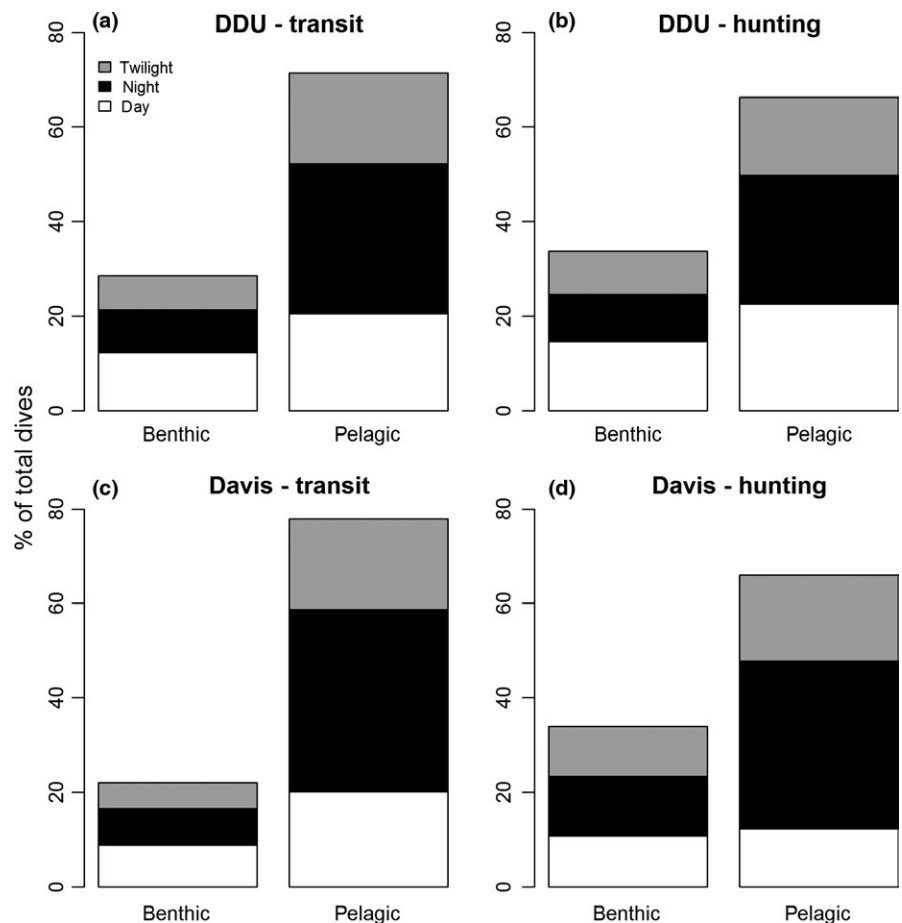 (a) DDU - transit
Twilight
Night
Day
0 20 40 60 80
Benthic Pelagic
(b) DDU - hunting
0 20 40 60 80
Benthic Pelagic
% of total dives
(c) Davis - transit
0 20 40 60 80
Benthic Pelagic
(d) Davis - hunting
0 20 40 60 80
Benthic Pelagic